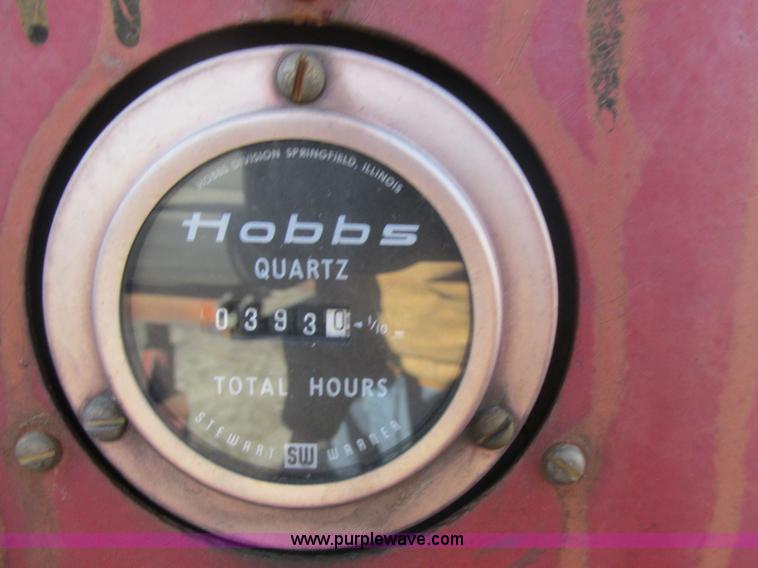 HOBBS DIVISION SPRINGFIELD, ILLINOIS
Hobbs
QUARTZ
03930 1/10
TOTAL HOURS
STEWART SW WARNER
www.purplewave.com